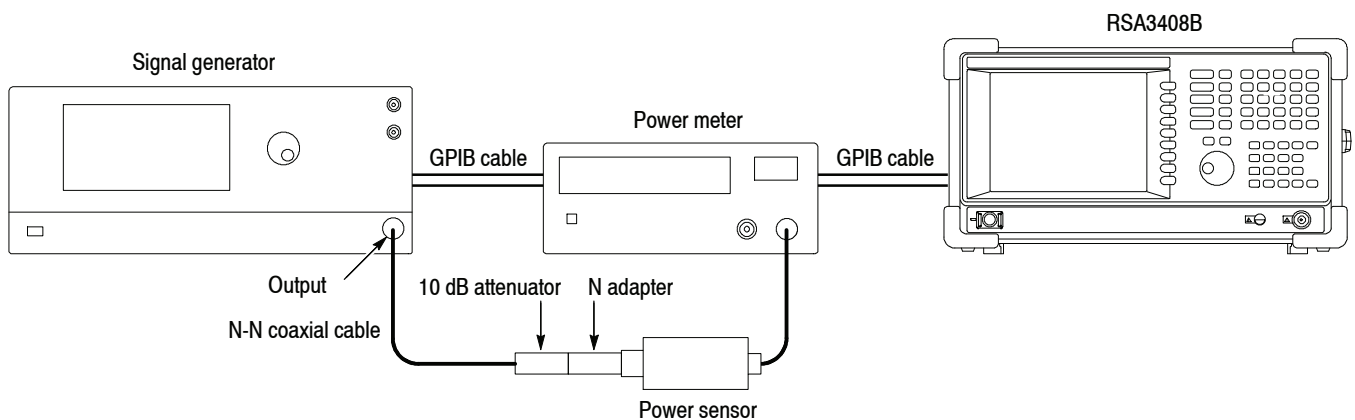 RSA3408B
Signal generator
Power meter
GPIB cable
GPIB cable
Output
10 dB attenuator
N adapter
N-N coaxial cable
Power sensor